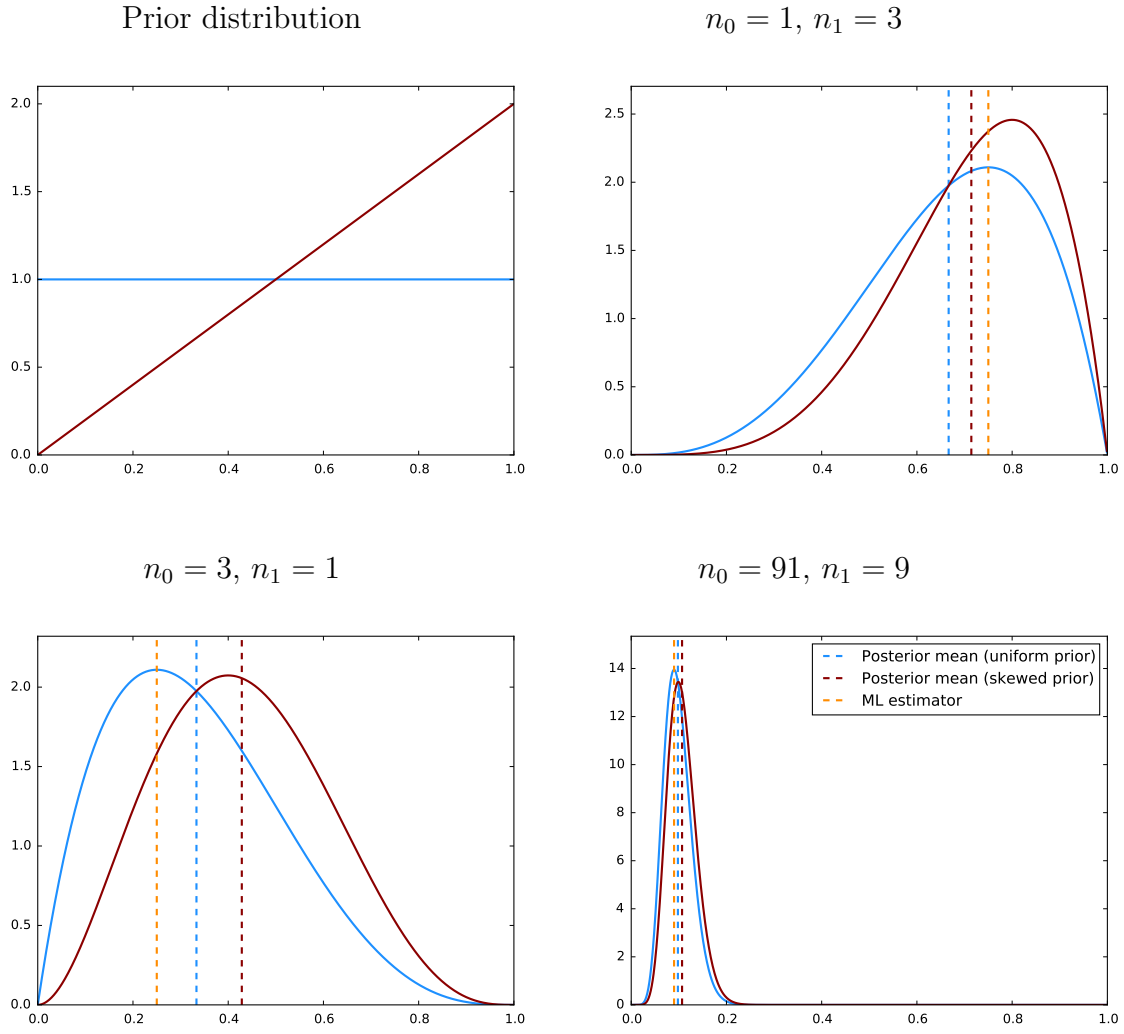 Prior distribution
n₀ = 1, n₁ = 3
2.0
1.5
1.0
0.5
0.0
0.0 0.2 0.4 0.6 0.8 1.0
2.5
2.0
1.5
1.0
0.5
0.0
0.0 0.2 0.4 0.6 0.8 1.0
n₀ = 3, n₁ = 1
n₀ = 91, n₁ = 9
2.0
1.5
1.0
0.5
0.0
0.0 0.2 0.4 0.6 0.8 1.0
Posterior mean (uniform prior)
Posterior mean (skewed prior)
ML estimator
14
12
10
8
6
4
2
0
0.0 0.2 0.4 0.6 0.8 1.0